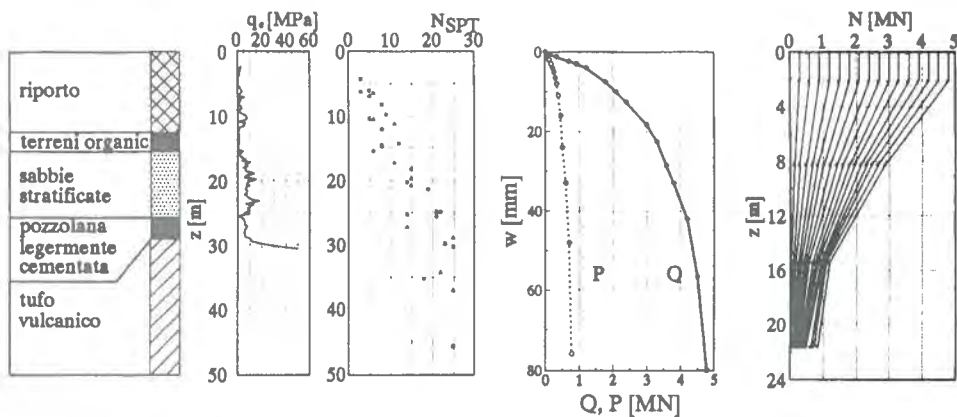 riporto
terreni organic
sabbie
stratificate
pozzolana
legermente
cementata
tufo
vulcanico
qc [MPa]
0 20 40 60
z [m]
0
10
20
30
40
50
NSPT
0 10 20 30
0
10
20
30
40
50
0
20
40
60
80
w [mm]
P
Q
0 1 2 3 4 5
Q, P [MN]
N [MN]
0 1 2 3 4 5
0
4
8
12
16
20
24
z [m]